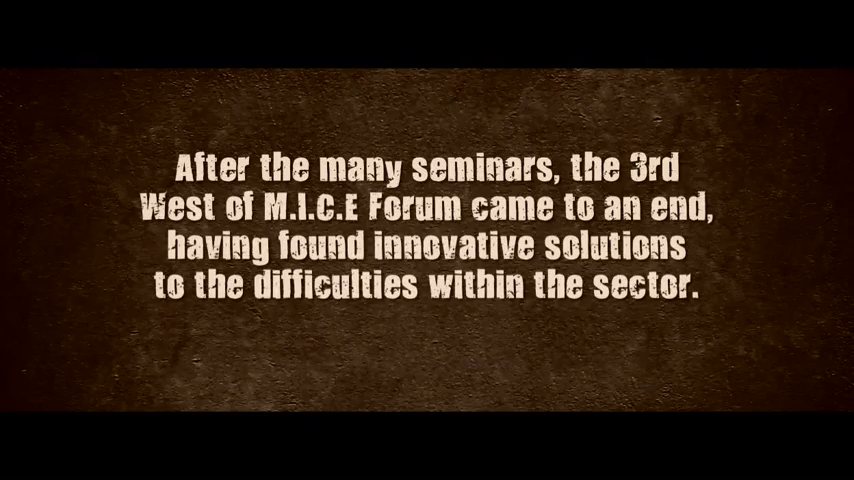 After the many seminars, the 3rd
West of M.I.C.E Forum came to an end,
having found innovative solutions
to the difficulties within the sector.